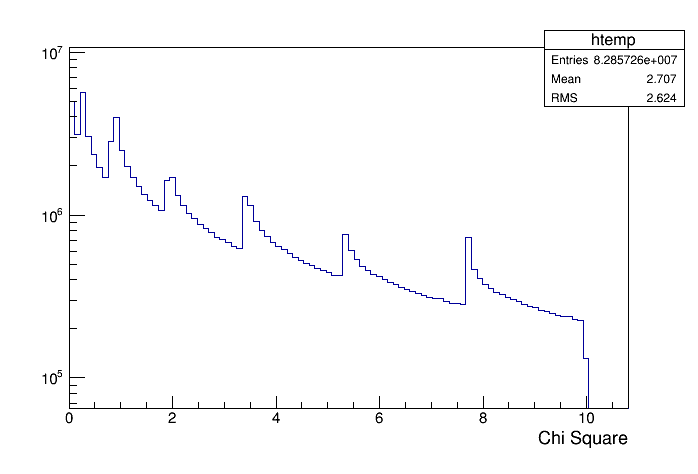 htemp
Entries 8.285726e+007
Mean 2.707
RMS 2.624
10^7
10^6
10^5
0 2 4 6 8 10
Chi Square